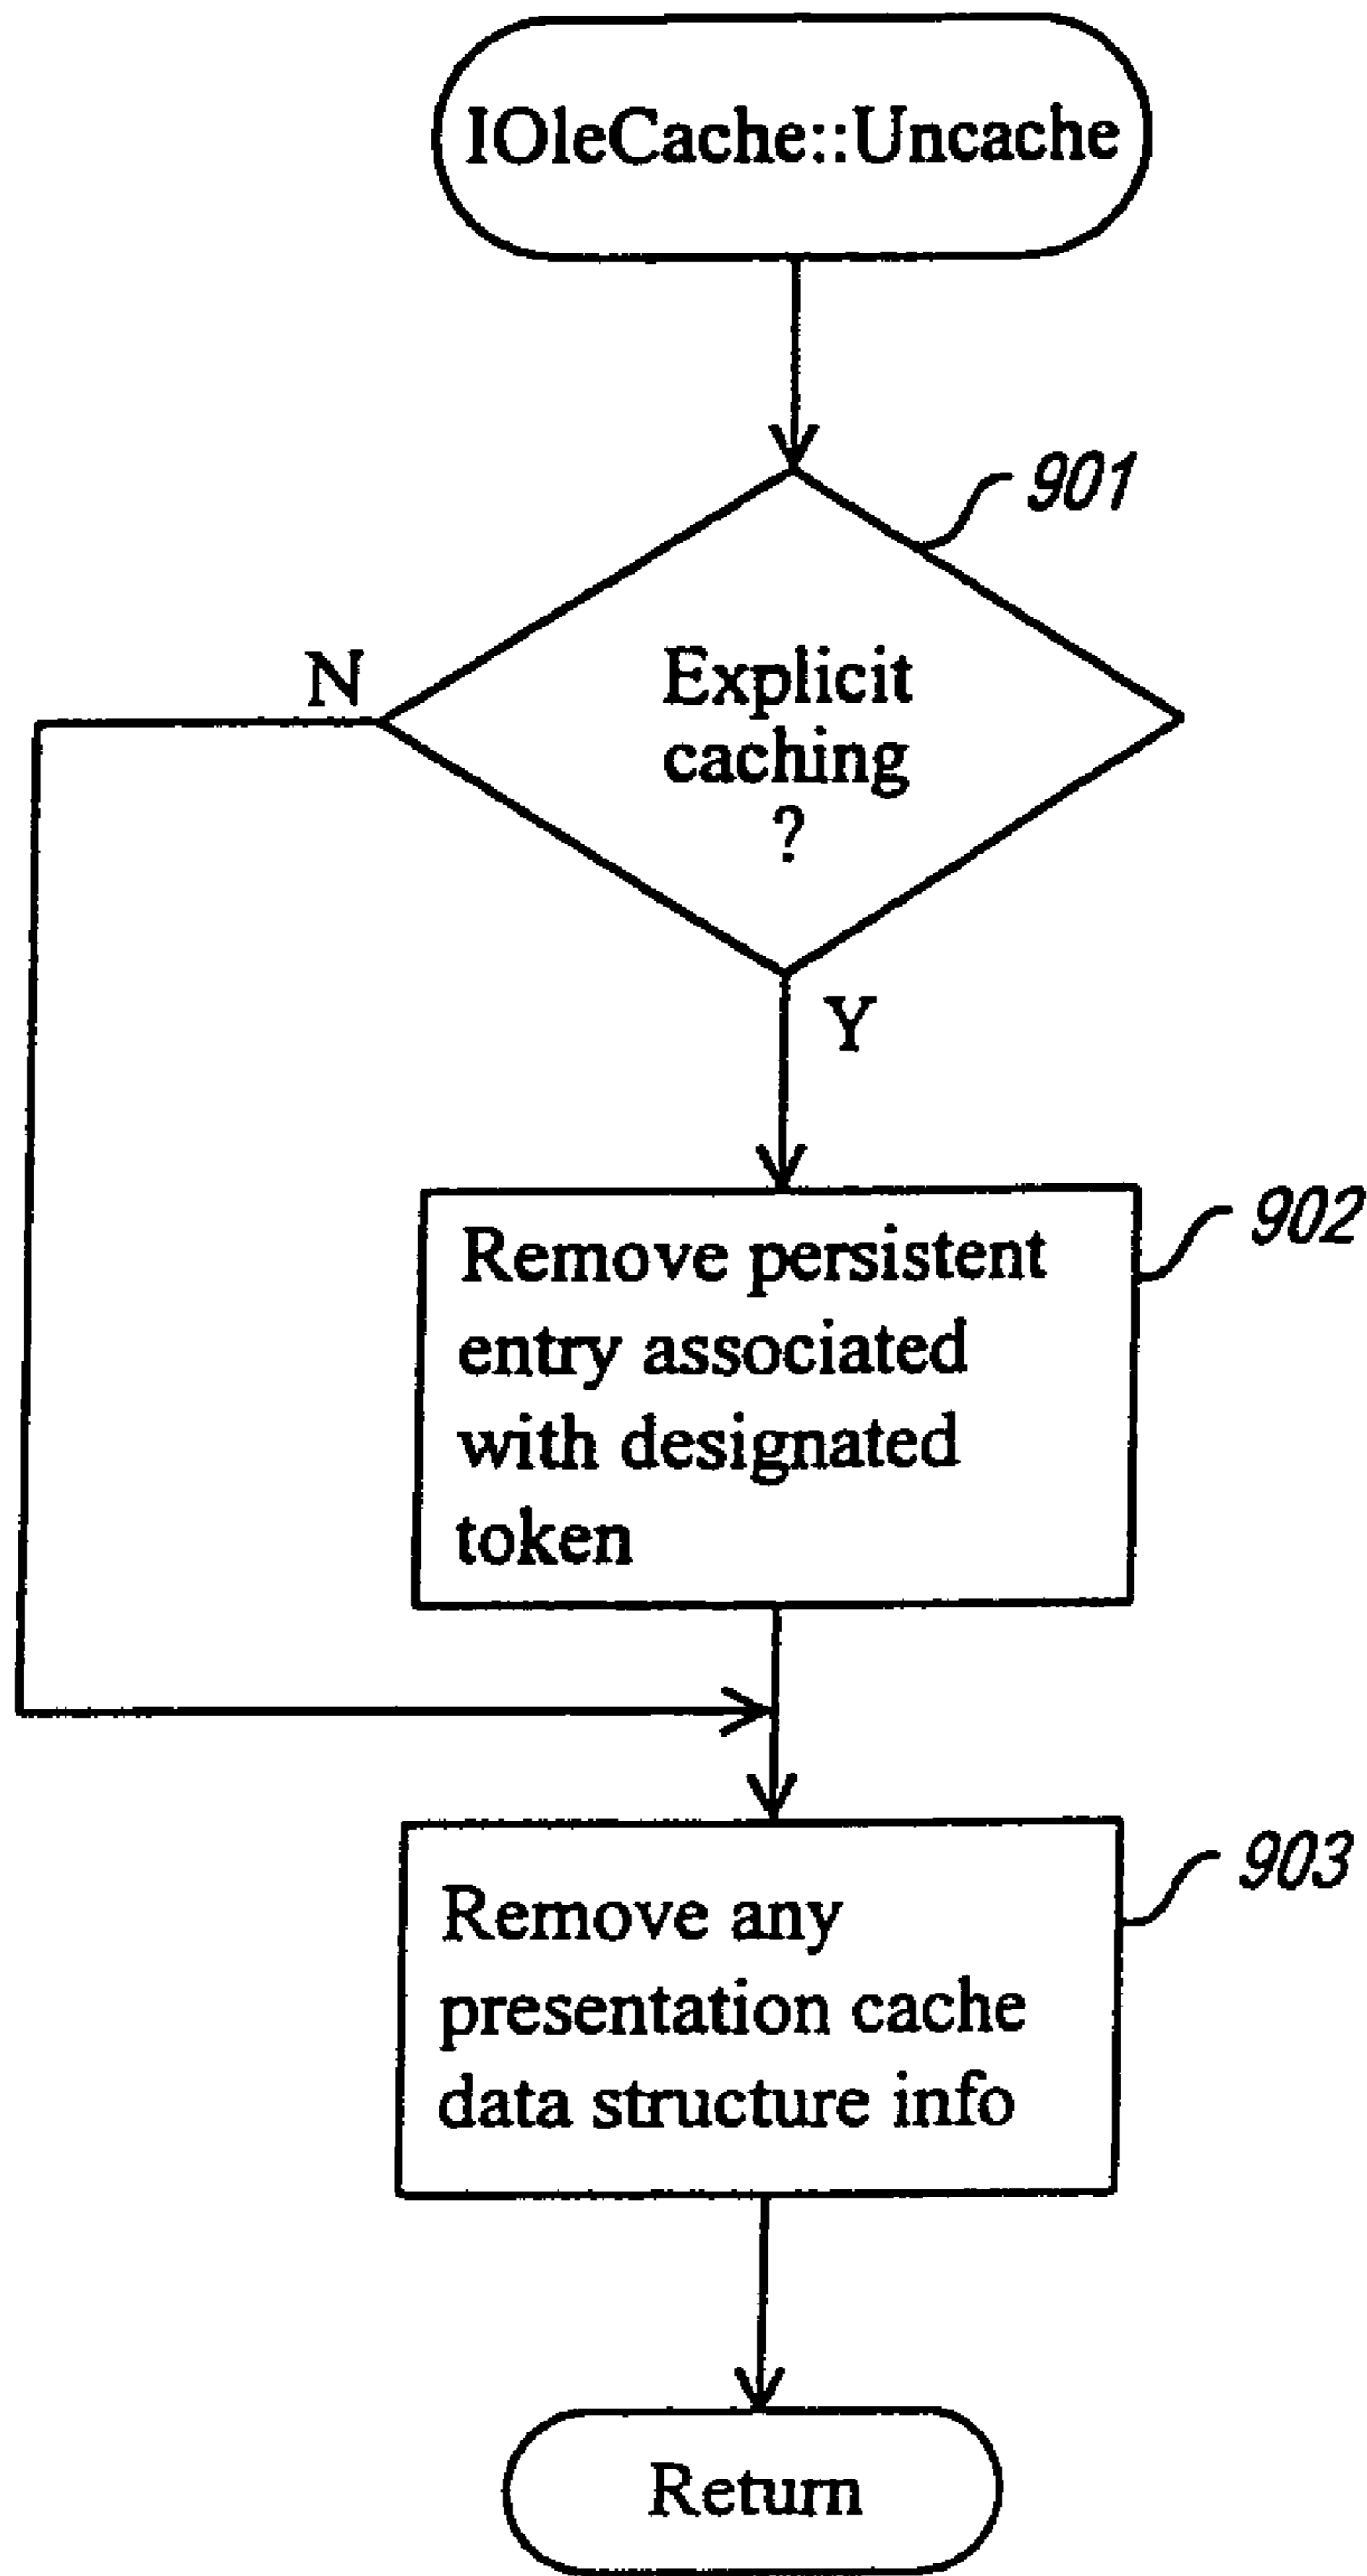 IOleCache::Uncache
901
Explicit
caching
?
N
Y
902
Remove persistent
entry associated
with designated
token
903
Remove any
presentation cache
data structure info
Return